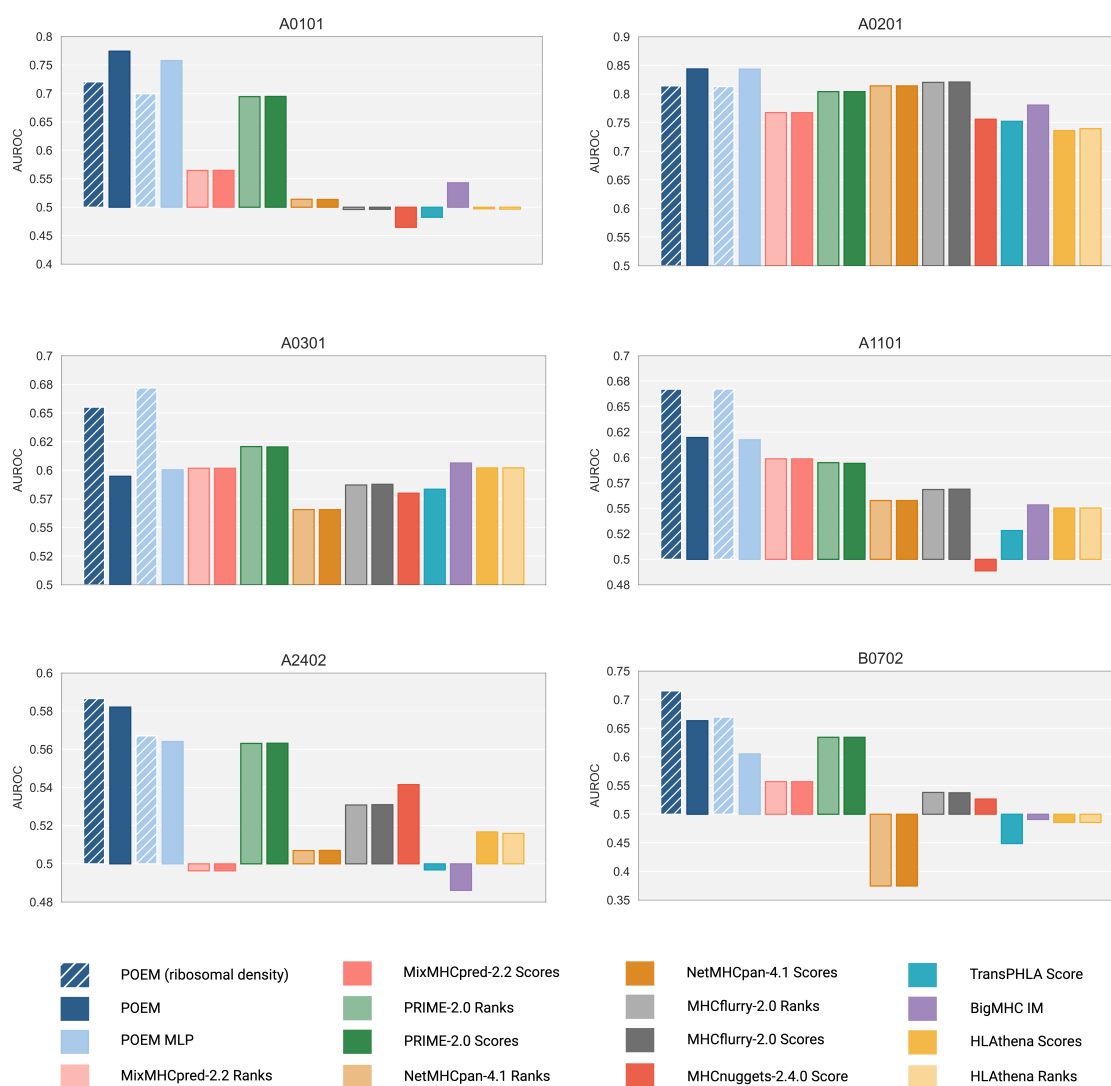 A0101
0.8
0.75
0.7
0.65
0.6
0.55
0.5
0.45
0.4
AUROC
A0201
0.9
0.85
0.8
0.75
0.7
0.65
0.6
0.55
0.5
AUROC
A0301
0.7
0.68
0.65
0.62
0.6
0.57
0.55
0.52
0.5
AUROC
A1101
0.7
0.68
0.65
0.62
0.6
0.57
0.55
0.52
0.5
0.48
AUROC
A2402
0.6
0.58
0.56
0.54
0.52
0.5
0.48
AUROC
B0702
0.75
0.7
0.65
0.6
0.55
0.5
0.45
0.4
0.35
AUROC
POEM (ribosomal density)
POEM
POEM MLP
MixMHCpred-2.2 Ranks
MixMHCpred-2.2 Scores
PRIME-2.0 Ranks
PRIME-2.0 Scores
NetMHCpan-4.1 Ranks
NetMHCpan-4.1 Scores
MHCflurry-2.0 Ranks
MHCflurry-2.0 Scores
MHCnuggets-2.4.0 Score
TransPHLA Score
BigMHC IM
HLAthena Scores
HLAthena Ranks